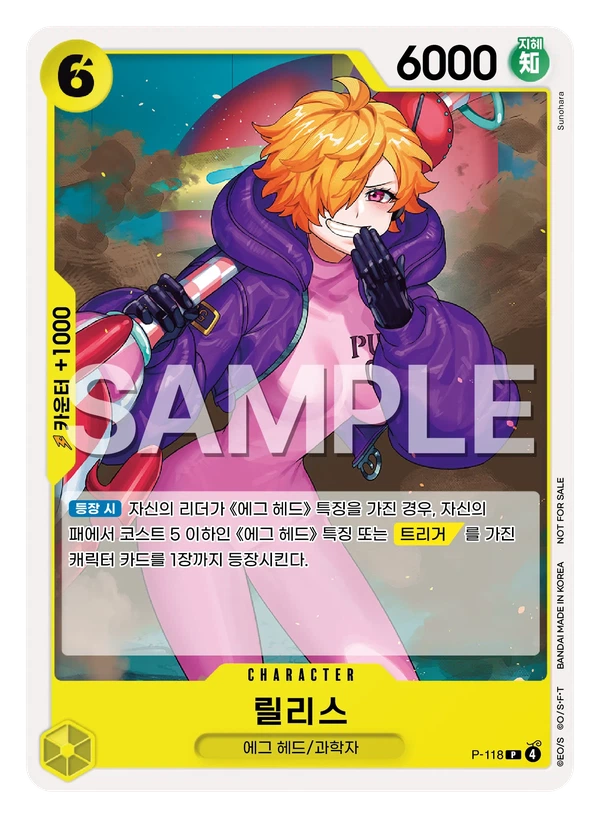 6
6000
지혜
知
Sunohara
카운터 +1000
PU
SAMPLE
등장 시 자신의 리더가 《에그 헤드》 특징을 가진 경우, 자신의
패에서 코스트 5 이하인 《에그 헤드》 특징 또는 트리거 를 가진
캐릭터 카드를 1장까지 등장시킨다.
CHARACTER
릴리스
에그 헤드/과학자
P-118 P 4
©EO/S ©O/S·F·T BANDAI MADE IN KOREA NOT FOR SALE